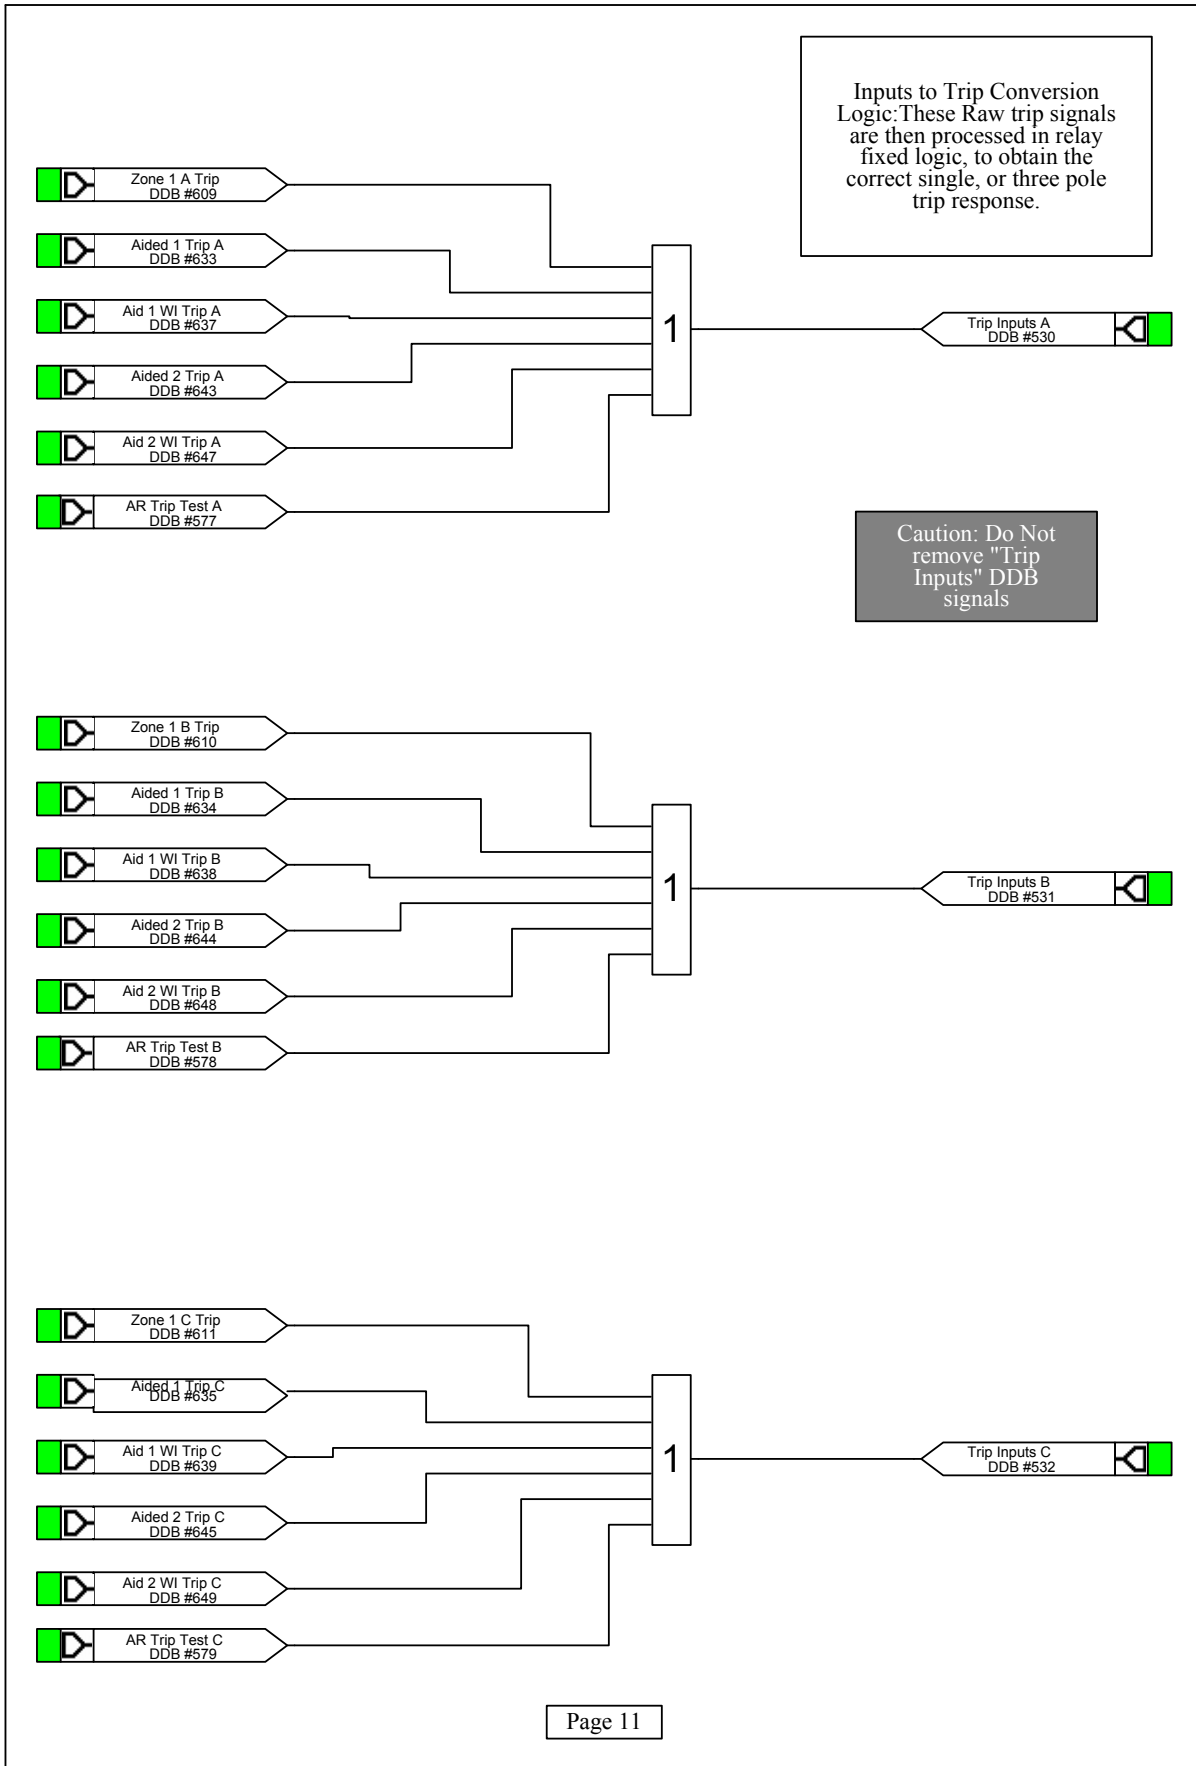 Inputs to Trip Conversion
Logic:These Raw trip signals
are then processed in relay
fixed logic, to obtain the
correct single, or three pole
trip response.
Zone 1 A Trip
DDB #609
Aided 1 Trip A
DDB #633
Aid 1 WI Trip A
DDB #637
Aided 2 Trip A
DDB #643
Aid 2 WI Trip A
DDB #647
AR Trip Test A
DDB #577
1
Trip Inputs A
DDB #530
Caution: Do Not
remove "Trip
Inputs" DDB
signals
Zone 1 B Trip
DDB #610
Aided 1 Trip B
DDB #634
Aid 1 WI Trip B
DDB #638
Aided 2 Trip B
DDB #644
Aid 2 WI Trip B
DDB #648
AR Trip Test B
DDB #578
1
Trip Inputs B
DDB #531
Zone 1 C Trip
DDB #611
Aided 1 Trip C
DDB #635
Aid 1 WI Trip C
DDB #639
Aided 2 Trip C
DDB #645
Aid 2 WI Trip C
DDB #649
AR Trip Test C
DDB #579
1
Trip Inputs C
DDB #532
Page 11